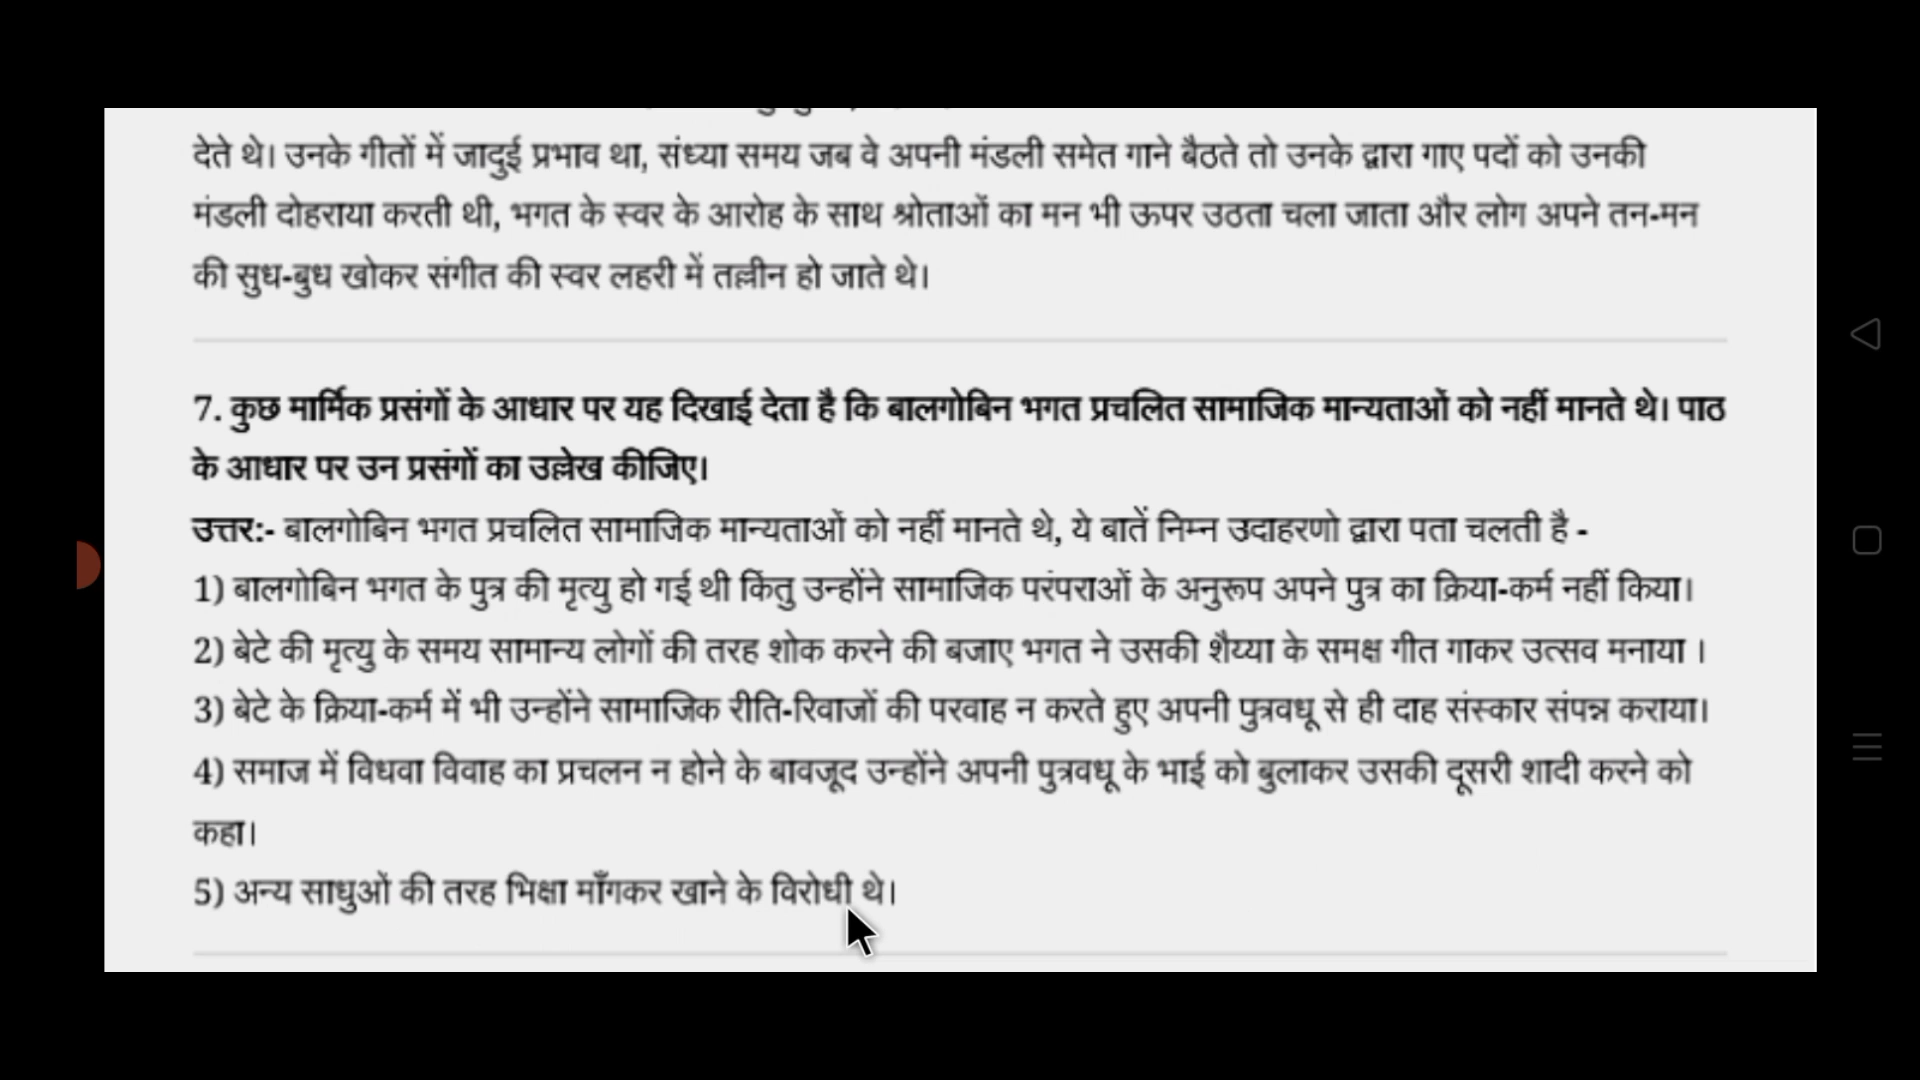 देते थे। उनके गीतों में जादुई प्रभाव था, संध्या समय जब वे अपनी मंडली समेत गाने बैठते तो उनके द्वारा गाए पदों को उनकी
मंडली दोहराया करती थी, भगत के स्वर के आरोह के साथ श्रोताओं का मन भी ऊपर उठता चला जाता और लोग अपने तन-मन
की सुध-बुध खोकर संगीत की स्वर लहरी में तल्लीन हो जाते थे।
7. कुछ मार्मिक प्रसंगों के आधार पर यह दिखाई देता है कि बालगोबिन भगत प्रचलित सामाजिक मान्यताओं को नहीं मानते थे। पाठ
के आधार पर उन प्रसंगों का उल्लेख कीजिए।
उत्तर:- बालगोबिन भगत प्रचलित सामाजिक मान्यताओं को नहीं मानते थे, ये बातें निम्न उदाहरणो द्वारा पता चलती है -
1) बालगोबिन भगत के पुत्र की मृत्यु हो गई थी किंतु उन्होंने सामाजिक परंपराओं के अनुरूप अपने पुत्र का क्रिया-कर्म नहीं किया।
2) बेटे की मृत्यु के समय सामान्य लोगों की तरह शोक करने की बजाए भगत ने उसकी शैय्या के समक्ष गीत गाकर उत्सव मनाया ।
3) बेटे के क्रिया-कर्म में भी उन्होंने सामाजिक रीति-रिवाजों की परवाह न करते हुए अपनी पुत्रवधू से ही दाह संस्कार संपन्न कराया।
4) समाज में विधवा विवाह का प्रचलन न होने के बावजूद उन्होंने अपनी पुत्रवधू के भाई को बुलाकर उसकी दूसरी शादी करने को
कहा।
5) अन्य साधुओं की तरह भिक्षा माँगकर खाने के विरोधी थे।